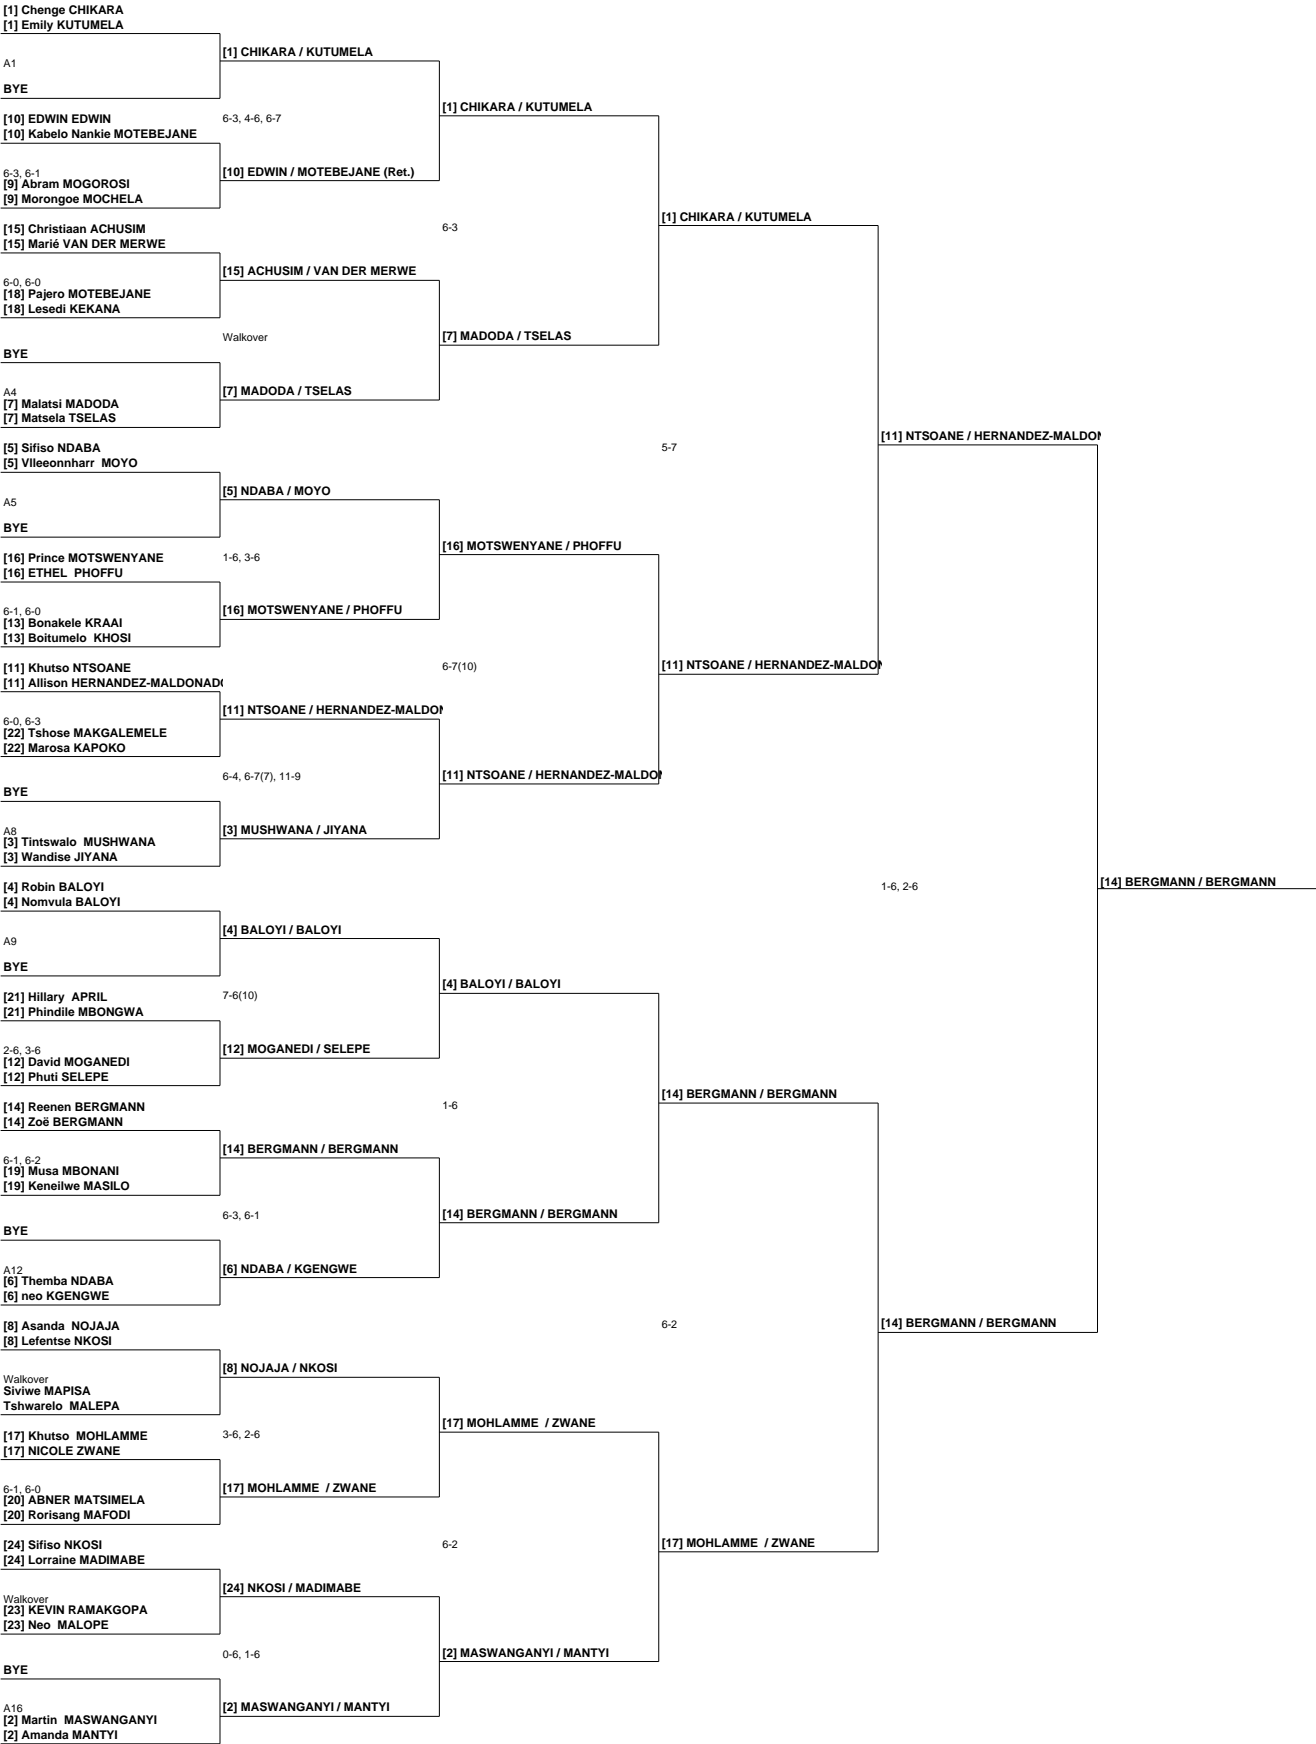 [1] Chenge CHIKARA
[1] Emily KUTUMELA
[1] CHIKARA / KUTUMELA
A1
BYE
[1] CHIKARA / KUTUMELA
[10] EDWIN EDWIN
6-3, 4-6, 6-7
[10] Kabelo Nankie MOTEBEJANE
6-3, 6-1
[10] EDWIN / MOTEBEJANE (Ret.)
[9] Abram MOGOROSI
[9] Morongoe MOCHELA
[1] CHIKARA / KUTUMELA
[15] Christiaan ACHUSIM
6-3
[15] Marié VAN DER MERWE
[15] ACHUSIM / VAN DER MERWE
6-0, 6-0
[18] Pajero MOTEBEJANE
[18] Lesedi KEKANA
Walkover
[7] MADODA / TSELAS
BYE
A4
[7] MADODA / TSELAS
[7] Malatsi MADODA
[7] Matsela TSELAS
[11] NTSOANE / HERNANDEZ-MALDON
[5] Sifiso NDABA
5-7
[5] Vlleeonnharr MOYO
[5] NDABA / MOYO
A5
BYE
[16] MOTSWENYANE / PHOFFU
[16] Prince MOTSWENYANE
1-6, 3-6
[16] ETHEL PHOFFU
6-1, 6-0
[16] MOTSWENYANE / PHOFFU
[13] Bonakele KRAAI
[13] Boitumelo KHOSI
[11] Khutso NTSOANE
6-7(10)
[11] NTSOANE / HERNANDEZ-MALDON
[11] Allison HERNANDEZ-MALDONADO
[11] NTSOANE / HERNANDEZ-MALDON
6-0, 6-3
[22] Tshose MAKGALEMELE
[22] Marosa KAPOKO
6-4, 6-7(7), 11-9
[11] NTSOANE / HERNANDEZ-MALDON
BYE
A8
[3] MUSHWANA / JIYANA
[3] Tintswalo MUSHWANA
[3] Wandise JIYANA
[14] BERGMANN / BERGMANN
[4] Robin BALOYI
1-6, 2-6
[4] Nomvula BALOYI
[4] BALOYI / BALOYI
A9
BYE
[4] BALOYI / BALOYI
[21] Hillary APRIL
7-6(10)
[21] Phindile MBONGWA
2-6, 3-6
[12] MOGANEDI / SELEPE
[12] David MOGANEDI
[12] Phuti SELEPE
[14] BERGMANN / BERGMANN
[14] Reenen BERGMANN
1-6
[14] Zoë BERGMANN
[14] BERGMANN / BERGMANN
6-1, 6-2
[19] Musa MBONANI
[19] Keneilwe MASILO
6-3, 6-1
[14] BERGMANN / BERGMANN
BYE
A12
[6] NDABA / KGENGWE
[6] Themba NDABA
[6] neo KGENGWE
[14] BERGMANN / BERGMANN
[8] Asanda NOJAJA
6-2
[8] Lefentse NKOSI
[8] NOJAJA / NKOSI
Walkover
Siviwe MAPISA
Tshwarelo MALEPA
[17] MOHLAMME / ZWANE
[17] Khutso MOHLAMME
3-6, 2-6
[17] NICOLE ZWANE
6-1, 6-0
[17] MOHLAMME / ZWANE
[20] ABNER MATSIMELA
[20] Rorisang MAFODI
[24] Sifiso NKOSI
6-2
[17] MOHLAMME / ZWANE
[24] Lorraine MADIMABE
[24] NKOSI / MADIMABE
Walkover
[23] KEVIN RAMAKGOPA
[23] Neo MALOPE
0-6, 1-6
[2] MASWANGANYI / MANTYI
BYE
A16
[2] MASWANGANYI / MANTYI
[2] Martin MASWANGANYI
[2] Amanda MANTYI